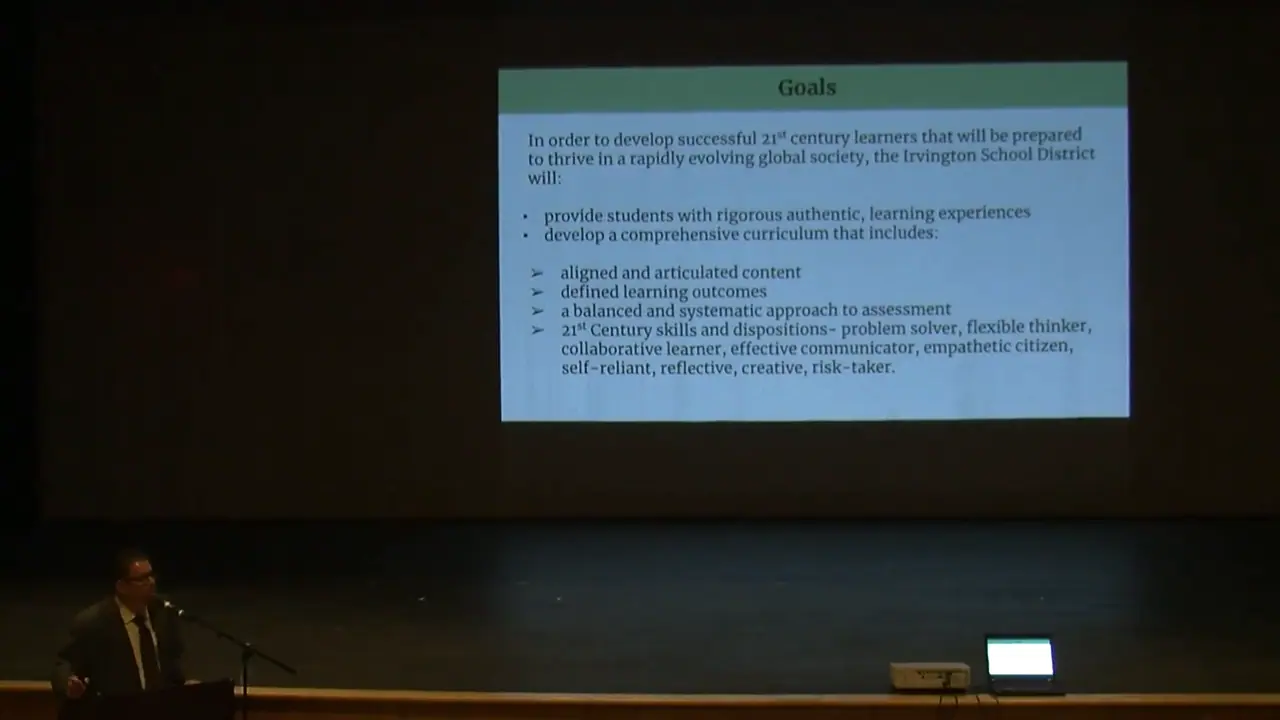 Goals
In order to develop successful 21st century learners that will be prepared
to thrive in a rapidly evolving global society, the Irvington School District
will:
• provide students with rigorous authentic, learning experiences
• develop a comprehensive curriculum that includes:
➢ aligned and articulated content
➢ defined learning outcomes
➢ a balanced and systematic approach to assessment
➢ 21st Century skills and dispositions- problem solver, flexible thinker,
collaborative learner, effective communicator, empathetic citizen,
self-reliant, reflective, creative, risk-taker.